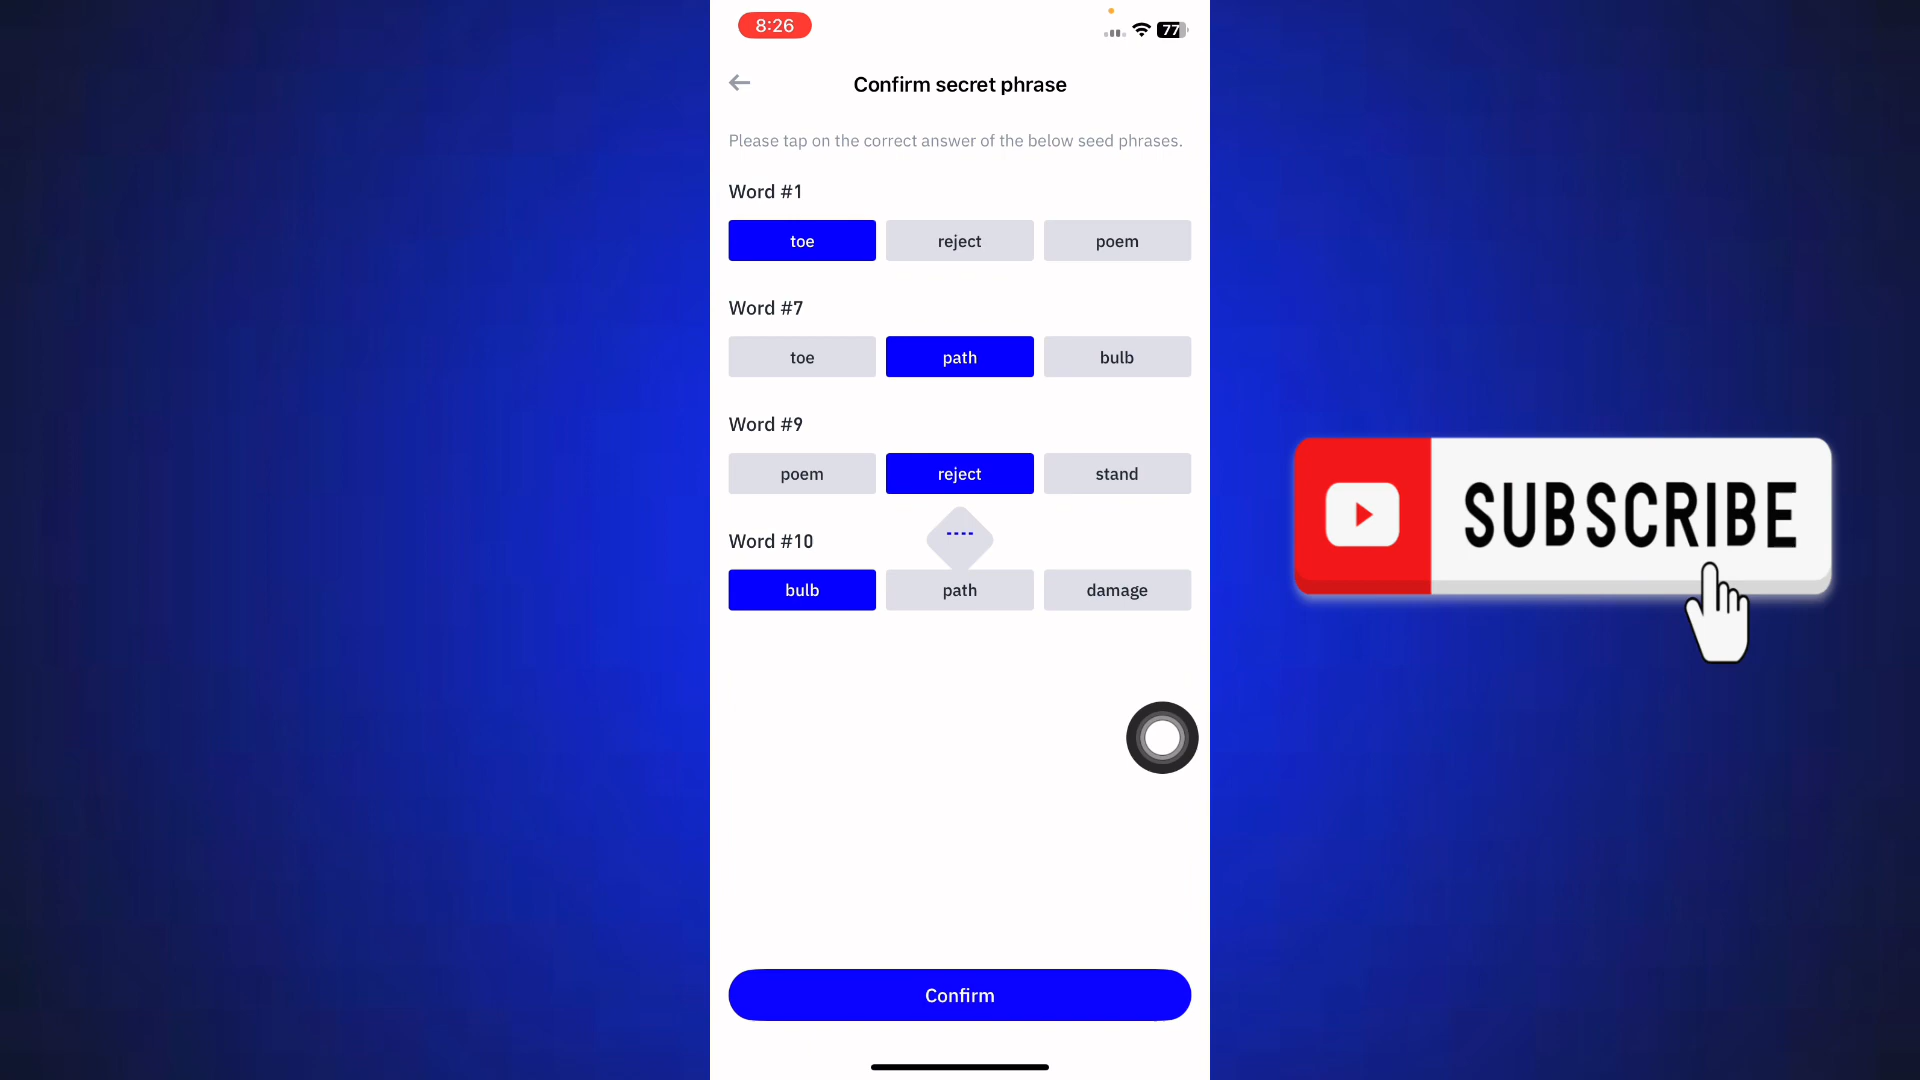 8:26
77
Confirm secret phrase
Please tap on the correct answer of the below seed phrases.
Word #1
toe reject poem
Word #7
toe path bulb
Word #9
poem reject stand
Word #10
bulb path damage
SUBSCRIBE
Confirm